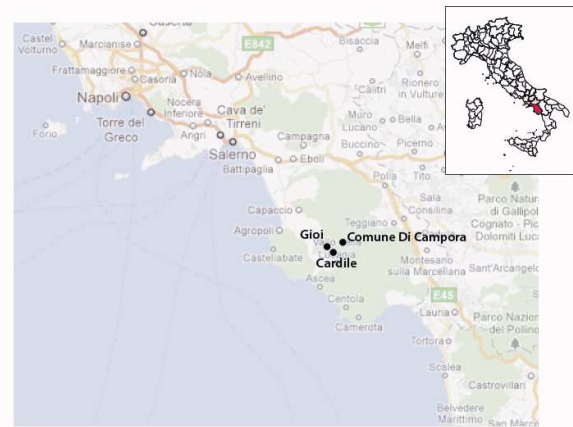 Caserta
Castel
Volturno
Marcianise
E842
Bisaccia
Melfi
Frattamaggiore
Nola
Casoria
Avellino
Calitri
Rionero
in Vulture
Napoli
Nocera
Inferiore
Cava de'
Tirreni
Muro
Lucano
Bella
Forio
Torre del
Greco
Angri
Campagna
Buccino
Picerno
Salerno
Eboli
Battipaglia
Polla
Tito
Sala
Consilina
Parco Natu
di Gallipol
Cognato - Pic
Dolomiti Luc
Capaccio
Teggiano
Agropoli
Gioi
Comune Di Campora
Cardile
Castellabate
Montesano
sulla Marcellana
Sant'Arcangelo
Ascea
Centola
E45
Lauria
Camerota
Parco Nazion
del Pollino
Tortora
Scalea
Castrovillari
Belvedere
Marittimo
San Marco